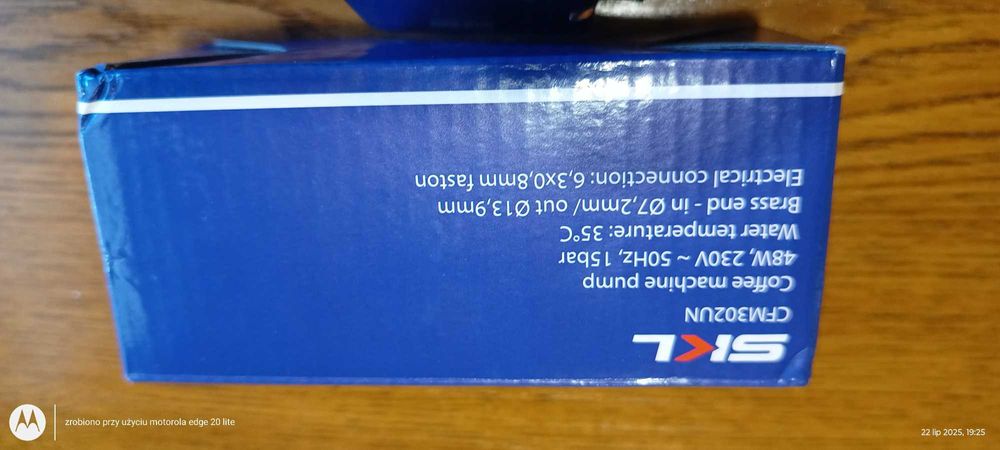 SKL
CFM302UN
Coffee machine pump
48W, 230V ~ 50Hz, 15bar
Water temperature: 35°C
Brass end - in Ø7,2mm/ out Ø13,9mm
Electrical connection: 6,3x0,8mm faston
zrobiono przy użyciu motorola edge 20 lite
22 lip 2025, 19:25